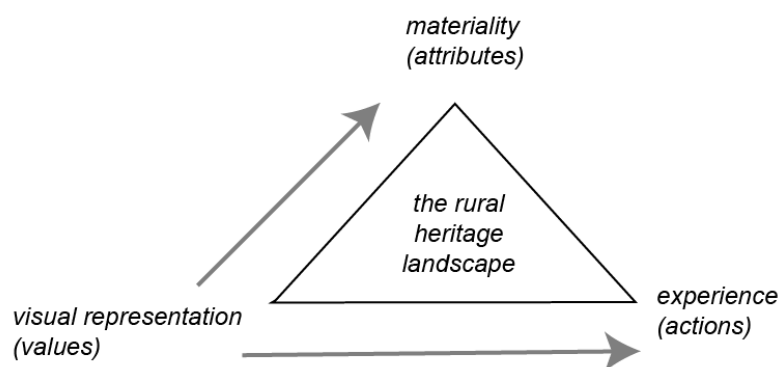 materiality
(attributes)
the rural
heritage
landscape
visual representation
(values)
experience
(actions)